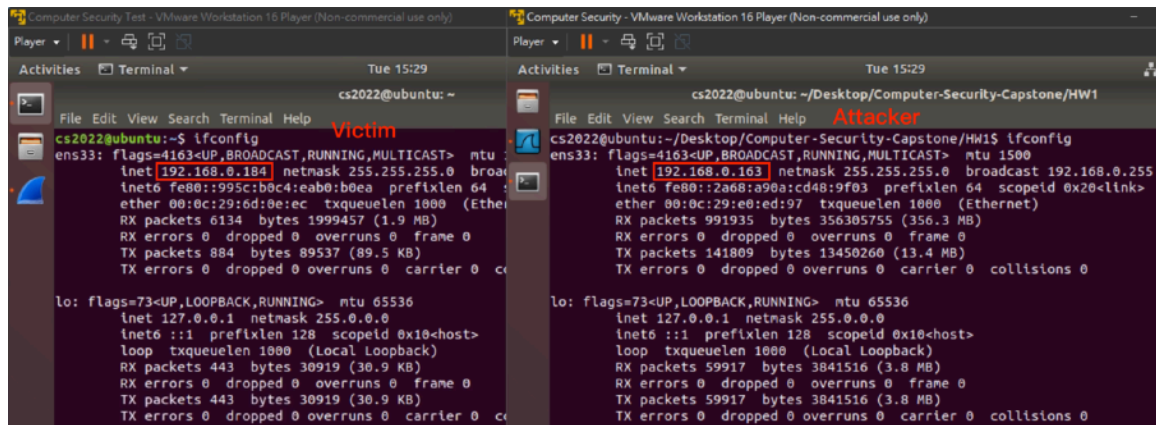 Computer Security Test - VMware Workstation 16 Player (Non-commercial use only)
Player
Activities Terminal Tue 15:29
cs2022@ubuntu: ~
File Edit View Search Terminal Help
Victim
cs2022@ubuntu:~$ ifconfig
ens33: flags=4163<UP,BROADCAST,RUNNING,MULTICAST> mtu
inet 192.168.0.184 netmask 255.255.255.0 broa
inet6 fe80::995c:b0c4:eab0:b0ea prefixlen 64
ether 00:0c:29:6d:0e:ec txqueuelen 1000 (Ethe
RX packets 6134 bytes 1999457 (1.9 MB)
RX errors 0 dropped 0 overruns 0 frame 0
TX packets 884 bytes 89537 (89.5 KB)
TX errors 0 dropped 0 overruns 0 carrier 0 co
lo: flags=73<UP,LOOPBACK,RUNNING> mtu 65536
inet 127.0.0.1 netmask 255.0.0.0
inet6 ::1 prefixlen 128 scopeid 0x10<host>
loop txqueuelen 1000 (Local Loopback)
RX packets 443 bytes 30919 (30.9 KB)
RX errors 0 dropped 0 overruns 0 frame 0
TX packets 443 bytes 30919 (30.9 KB)
TX errors 0 dropped 0 overruns 0 carrier 0 co
Computer Security - VMware Workstation 16 Player (Non-commercial use only)
Player
Activities Terminal Tue 15:29
cs2022@ubuntu: ~/Desktop/Computer-Security-Capstone/HW1
File Edit View Search Terminal Help
Attacker
cs2022@ubuntu:~/Desktop/Computer-Security-Capstone/HW1$ ifconfig
ens33: flags=4163<UP,BROADCAST,RUNNING,MULTICAST> mtu 1500
inet 192.168.0.163 netmask 255.255.255.0 broadcast 192.168.0.255
inet6 fe80::2a68:a90a:cd48:9f03 prefixlen 64 scopeid 0x20<link>
ether 00:0c:29:e0:ed:97 txqueuelen 1000 (Ethernet)
RX packets 991935 bytes 356305755 (356.3 MB)
RX errors 0 dropped 0 overruns 0 frame 0
TX packets 141809 bytes 13450260 (13.4 MB)
TX errors 0 dropped 0 overruns 0 carrier 0 collisions 0
lo: flags=73<UP,LOOPBACK,RUNNING> mtu 65536
inet 127.0.0.1 netmask 255.0.0.0
inet6 ::1 prefixlen 128 scopeid 0x10<host>
loop txqueuelen 1000 (Local Loopback)
RX packets 59917 bytes 3841516 (3.8 MB)
RX errors 0 dropped 0 overruns 0 frame 0
TX packets 59917 bytes 3841516 (3.8 MB)
TX errors 0 dropped 0 overruns 0 carrier 0 collisions 0